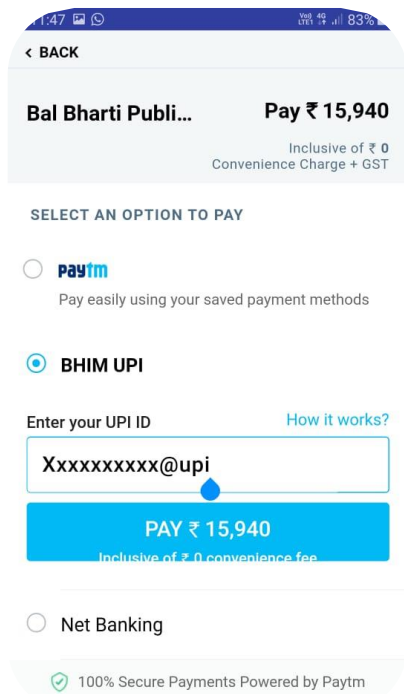 11:47 83%
BACK
Bal Bharti Publi... Pay ₹ 15,940
Inclusive of ₹ 0
Convenience Charge + GST
SELECT AN OPTION TO PAY
paytm
Pay easily using your saved payment methods
BHIM UPI
Enter your UPI ID How it works?
Xxxxxxxxxx@upi
PAY ₹ 15,940
Inclusive of ₹ 0 convenience fee
Net Banking
100% Secure Payments Powered by Paytm